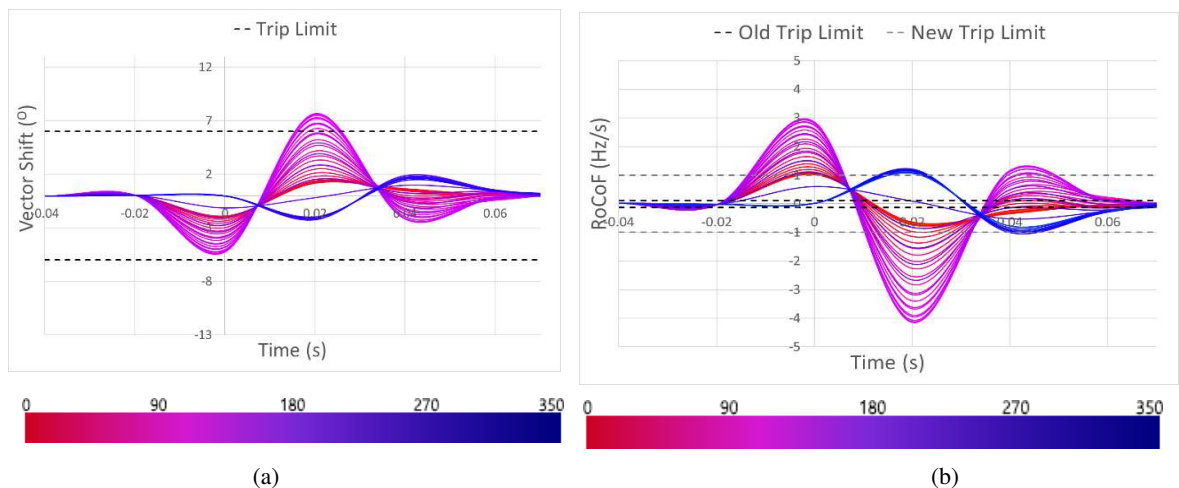 -- Trip Limit
12
7
2
-3
-8
-13
-0.04
-0.02
0
0.02
0.04
0.06
Vector Shift (º)
Time (s)
0 90 180 270 350
(a)
-- Old Trip Limit -- New Trip Limit
5
4
3
2
1
0
-1
-2
-3
-4
-5
-0.04
-0.02
0
0.02
0.04
0.06
RoCoF (Hz/s)
Time (s)
0 90 180 270 350
(b)